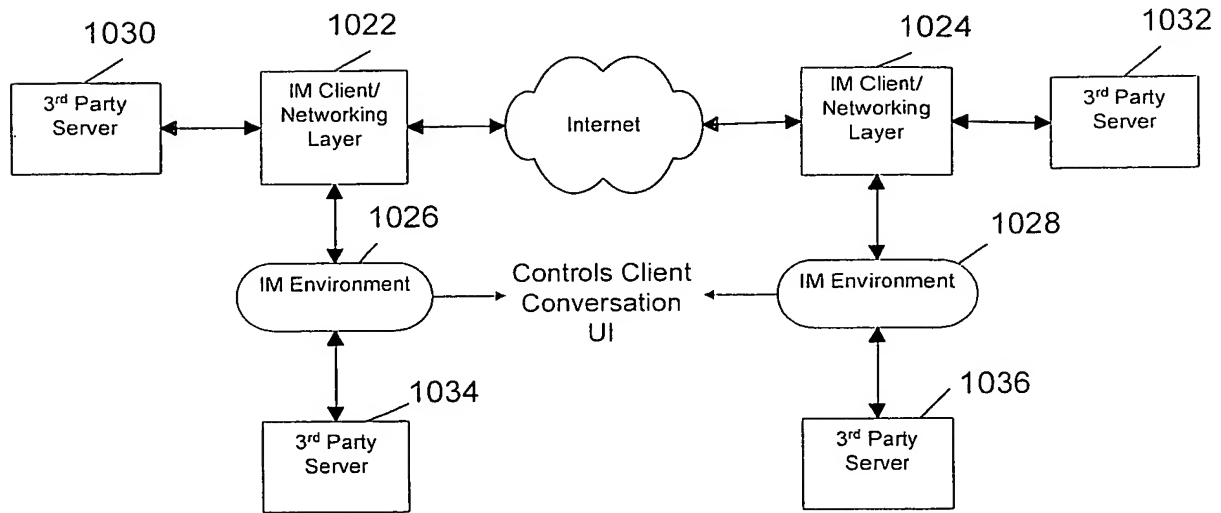 1030
1022
1024
1032
3rd Party
Server
IM Client/
Networking
Layer
Internet
IM Client/
Networking
Layer
3rd Party
Server
1026
1028
IM Environment
Controls Client
Conversation
UI
IM Environment
1034
1036
3rd Party
Server
3rd Party
Server